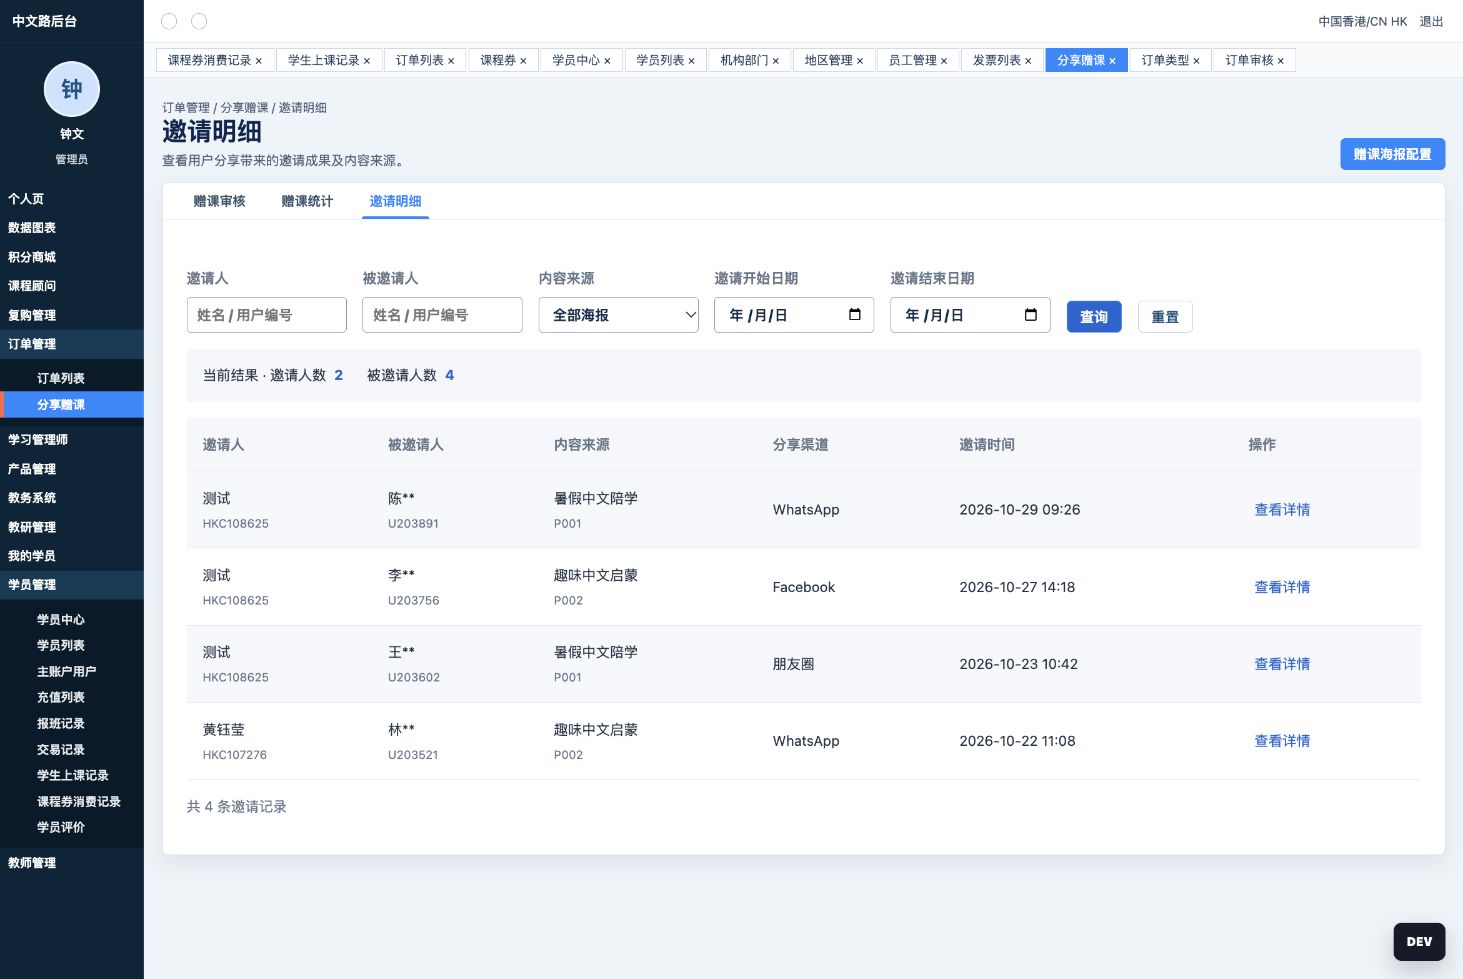 中文路后台
中国香港/CN HK 退出
课程券消费记录 × 学生上课记录 × 订单列表 × 课程券 × 学员中心 × 学员列表 × 机构部门 × 地区管理 × 员工管理 × 发票列表 × 分享赠课 × 订单类型 × 订单审核 ×
钟
钟文
管理员
个人页
数据图表
积分商城
课程顾问
复购管理
订单管理
订单列表
分享赠课
学习管理师
产品管理
教务系统
教研管理
我的学员
学员管理
学员中心
学员列表
主账户用户
充值列表
报班记录
交易记录
学生上课记录
课程券消费记录
学员评价
教师管理
订单管理 / 分享赠课 / 邀请明细
邀请明细
查看用户分享带来的邀请成果及内容来源。
赠课海报配置
赠课审核 赠课统计 邀请明细
邀请人 被邀请人 内容来源 邀请开始日期 邀请结束日期
姓名 / 用户编号 姓名 / 用户编号 全部海报 年 /月/日 年 /月/日 查询 重置
当前结果 · 邀请人数 2 被邀请人数 4
邀请人 被邀请人 内容来源 分享渠道 邀请时间 操作
测试 陈** 暑假中文陪学
WhatsApp 2026-10-29 09:26 查看详情
HKC108625 U203891 P001
测试 李** 趣味中文启蒙
Facebook 2026-10-27 14:18 查看详情
HKC108625 U203756 P002
测试 王** 暑假中文陪学
朋友圈 2026-10-23 10:42 查看详情
HKC108625 U203602 P001
黄钰莹 林** 趣味中文启蒙
WhatsApp 2026-10-22 11:08 查看详情
HKC107276 U203521 P002
共 4 条邀请记录
DEV